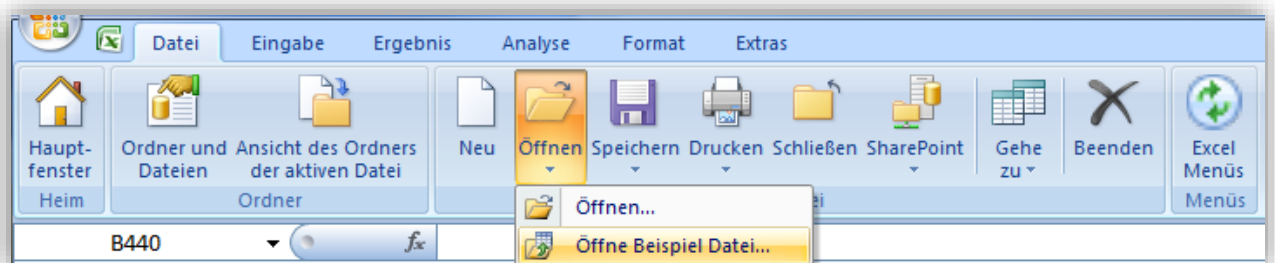 Datei Eingabe Ergebnis Analyse Format Extras
Haupt- Ordner und Ansicht des Ordners Neu Öffnen Speichern Drucken Schließen SharePoint Gehe Beenden Excel
fenster Dateien der aktiven Datei zu Menüs
Heim Ordner Menüs
Öffnen...
B440 fx
Öffne Beispiel Datei...